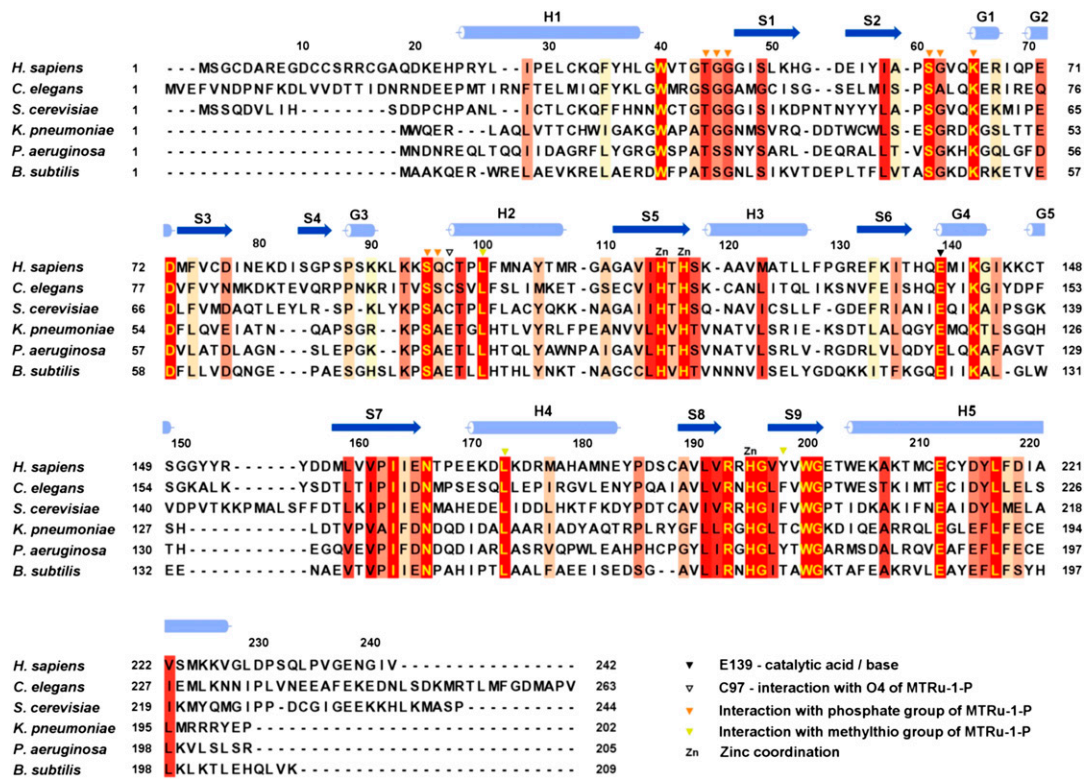 H1 S1 S2 G1 G2
10 20 30 40 50 60 70
H. sapiens 1 ---MSGCDAREGDCCSRRCGAQDKEHPRYL--IPELCKQFYHLGWVTGTGGGISLKHG--DEIYIA-PSGVQKERIQPE 71
C. elegans 1 MVEFVNDPNFKDLVVDTTIDNRDEEPMTIRNFTELMIQFYKLGWMRGSGGAMGCISG--SELMIS-PSALQKERIREQ 76
S. cerevisiae 1 ---MSSQDVLIH------SDDPCHPANL--ICTLCKQFFHNNWCTGTGGGISIKDPNTNYYYLA-PSGVQKEKMIPE 65
K. pneumoniae 1 MWQER--LAQLVTTCHWIGAKGWAPATGGNMSVRQ-DDTWCWLS-ESGRDKGSLTTE 53
P. aeruginosa 1 MNDNREQLTQQIIDAGRFLYGRGWSPATSSNYSARL-DEQRALLT-VSGKHKGQLGFD 56
B. subtilis 1 MAAKQER-WRELAEVKRELAERDWFPATSGNLSIKVTDEPLTFLVTASGKDKRKETVE 57
S3 S4 G3 H2 S5 H3 S6 G4 G5
80 90 100 110 120 130 140
Zn Zn
H. sapiens 72 DMFVCDINEKDISGPSPSKKLKKSQCTPLFMNAYTMR-GAGAVIHTHSK-AAVMATLLFPGREFKITHQEMIKGIKKCT 148
C. elegans 77 DVFVYNMKDKTEVQRPPNKRITVSSCSVLFSLIMKET-GSECVIHTHSK-CANLITQLIKSNVFEISHQEYIKGIYDPF 153
S. cerevisiae 66 DLFVMDAQTLEYLRS-P-KLYKPSACTPLFLACYQKK-NAGAIIHTHSQ-NAVICSLLF-GDEFRIANIEQIKAIPSGK 139
K. pneumoniae 54 DFLQVEIATN---QAPSGR-KPSAETGLHTLVYRLFPEANVVLHTHTVNATVLSRIE-KSDTLALQGYEMQKTLSGQH 126
P. aeruginosa 57 DVLATDLAGN---SLEPGK-KPSAETLLHTQLYAWNPAIGAVLHTHSVNATVLSRLV-RGDRLVLQDYELQKAFAGVT 129
B. subtilis 58 DFLLVDQNGE---PAESGHSLKPSAETLLHTHLYNKT-NAGCCLHVHTVNNNVISELYGDQKKITFKGQEIIKAL-GLW 131
S7 H4 S8 S9 H5
150 160 170 180 190 200 210 220
Zn
H. sapiens 149 SGGYYR------YDDMLVVPIIENTPEEKDLKDRMAHAMNEYPDSCAVLVRRHGVYVWGETWEKAKTMCECYDYLFDIA 221
C. elegans 154 SGKALK------YSDTLTIPIIDNMPSESQLLEPIRGVLENYPQAIAVLVRNHGLFVWGPTWESTKIMTECIDYLLELS 226
S. cerevisiae 140 VDPVTKKPMALSFFDTLKIPIIENMAHEDELIDDLHKTFKDYPDTCAVIVRRHGIFVWGPTIDKAKIFNEAIDYLMELA 218
K. pneumoniae 127 SH----------LDTVPVAIFDNDQDIDALAARIADYAQTRPLRYGFLLRGHGLTCWGKDIQEARRQLEGLEFLFECE 194
P. aeruginosa 130 TH----------EGQVEVPIFDNDQDIARLASRVQPWLEAHPHCPGYLIRGHGLYTWGARMSDALRQVEAFEFLFECE 197
B. subtilis 132 EE----------NAEVTVPIIENPAHIPTLAALFAEEISEDSG--AVLIRNHGITAWGKTAFEAKRVLEAYEFLFSYH 197
230 240
H. sapiens 222 VSMKKVGLDPSQLPVGENGIV---------------- 242
C. elegans 227 IEMLKNNIPLVNEEAFEKEDNLSDKMRTLMFGDMAPV 263
S. cerevisiae 219 IKMYQMGIPP-DCGIGEEKKHLKMASP---------- 244
K. pneumoniae 195 LMRRRYEP----------------------------- 202
P. aeruginosa 198 LKVLSLSR----------------------------- 205
B. subtilis 198 LKLKTLEHQLVK------------------------- 209
E139 - catalytic acid / base
C97 - interaction with O4 of MTRu-1-P
Interaction with phosphate group of MTRu-1-P
Interaction with methylthio group of MTRu-1-P
Zn Zinc coordination